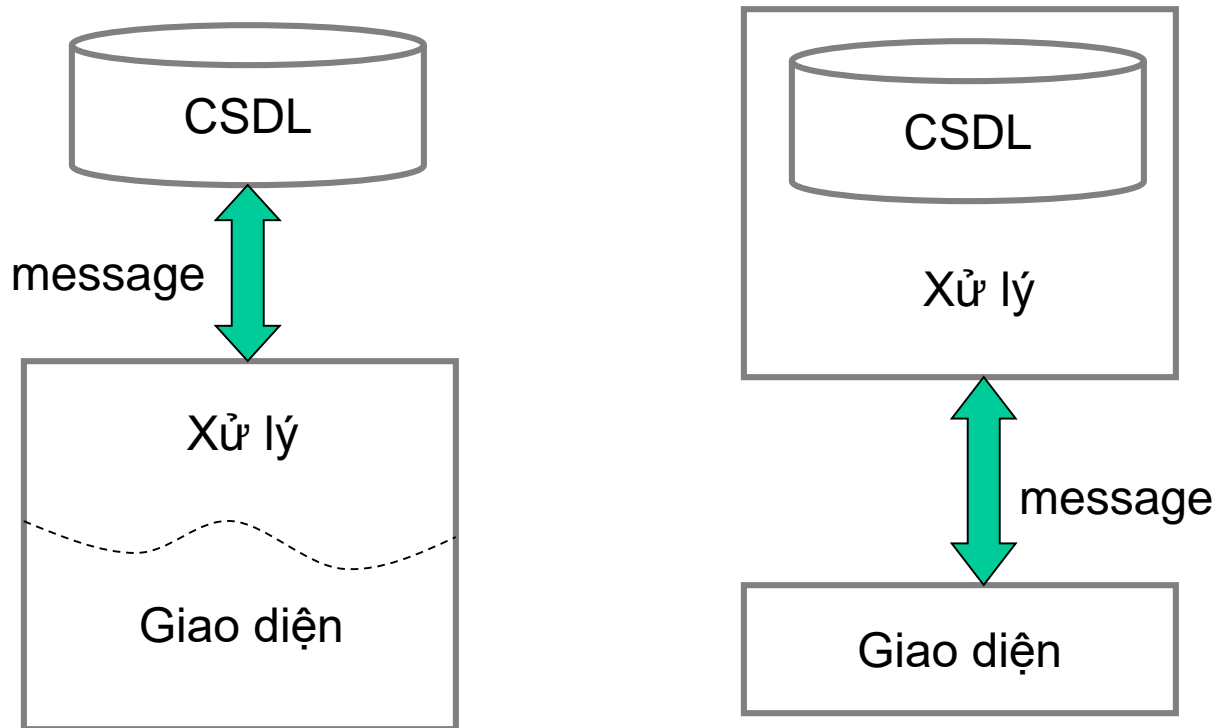 CSDL
message
Xử lý
Giao diện
CSDL
Xử lý
message
Giao diện